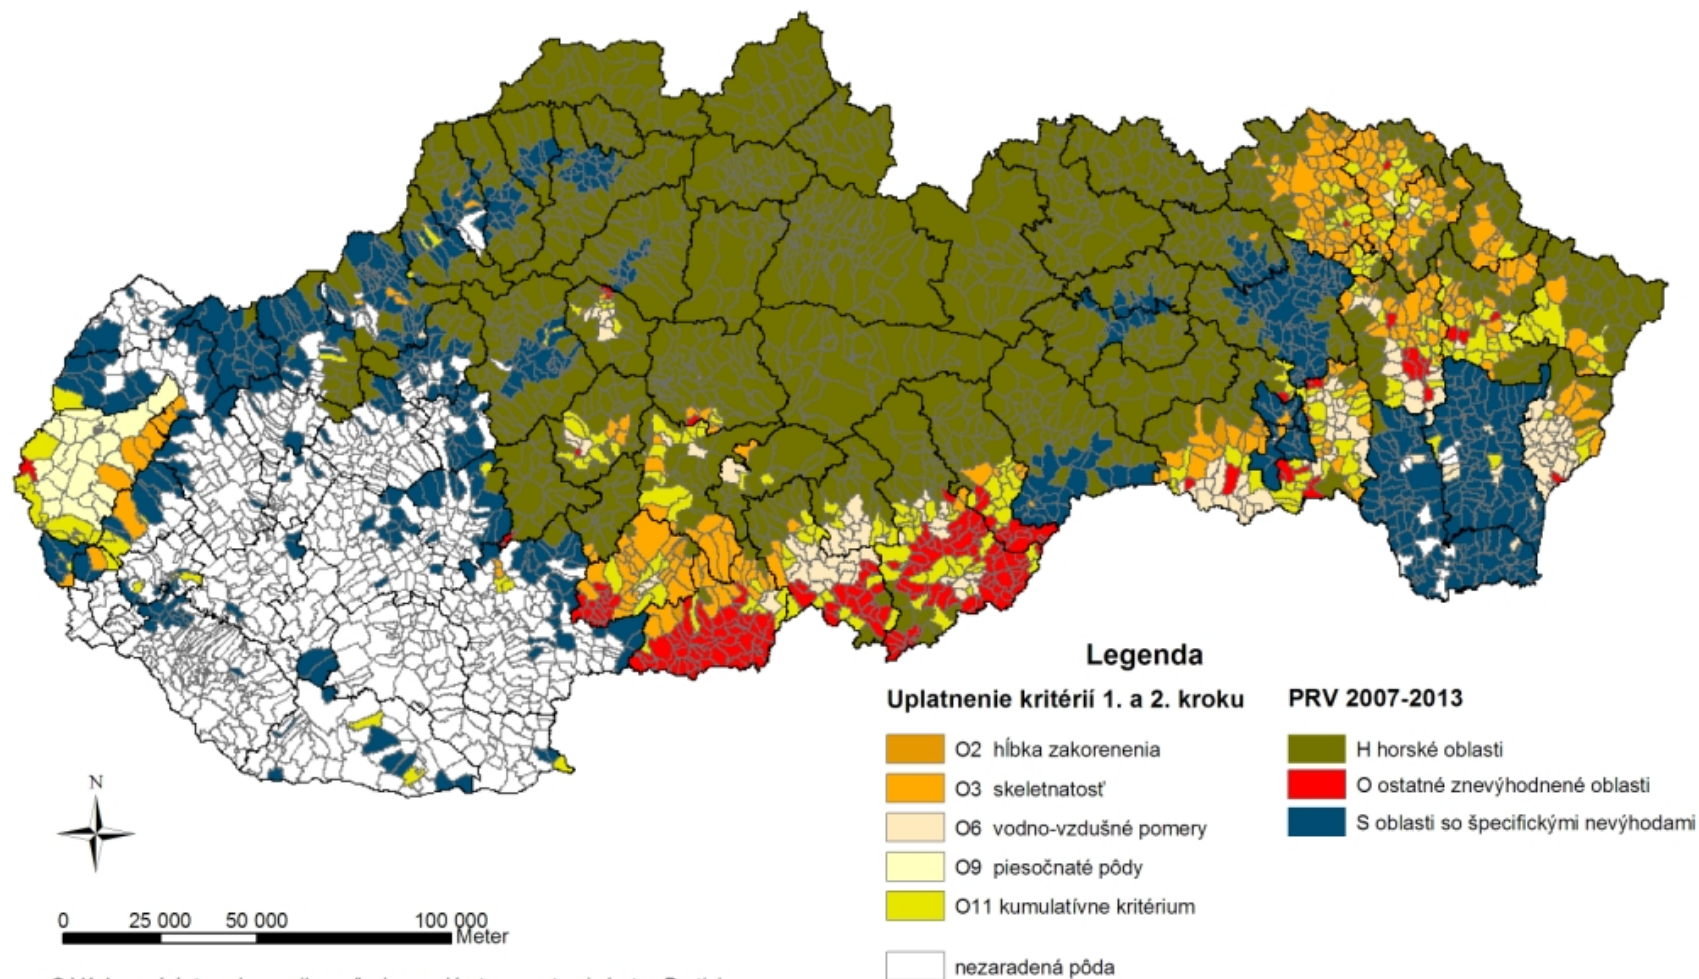 Legenda
Uplatnenie kritérií 1. a 2. kroku
O2 hĺbka zakorenenia
O3 skeletnatosť
O6 vodno-vzdušné pomery
O9 piesočnaté pôdy
O11 kumulatívne kritérium
nezaradená pôda
PRV 2007-2013
H horské oblasti
O ostatné znevýhodnené oblasti
S oblasti so špecifickými nevýhodami
N
0 25 000 50 000 100 000
Meter